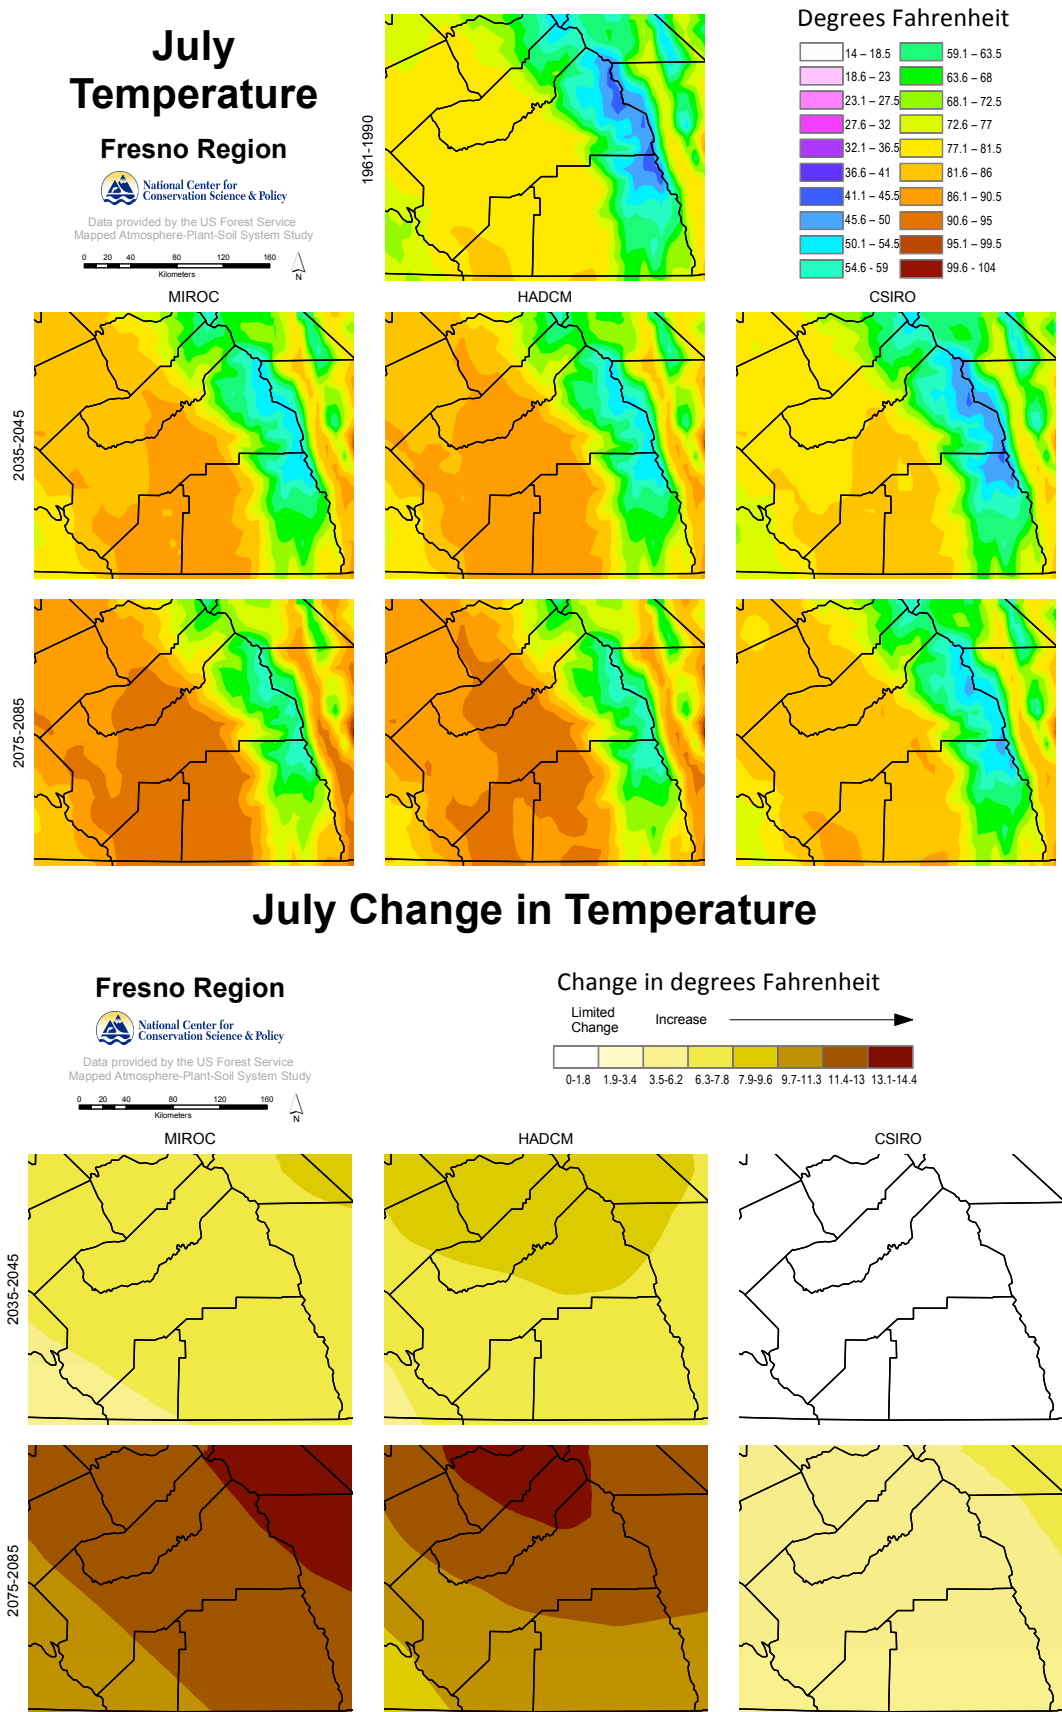 July
Temperature
Fresno Region
National Center for
Conservation Science & Policy
Data provided by the US Forest Service
Mapped Atmosphere-Plant-Soil System Study
0 20 40 80 120 160
Kilometers
N
1961-1990
Degrees Fahrenheit
14 – 18.5 59.1 – 63.5
18.6 – 23 63.6 – 68
23.1 – 27.5 68.1 – 72.5
27.6 – 32 72.6 – 77
32.1 – 36.5 77.1 – 81.5
36.6 – 41 81.6 – 86
41.1 – 45.5 86.1 – 90.5
45.6 – 50 90.6 – 95
50.1 – 54.5 95.1 – 99.5
54.6 – 59 99.6 - 104
MIROC HADCM CSIRO
2035-2045
2075-2085
July Change in Temperature
Fresno Region
National Center for
Conservation Science & Policy
Data provided by the US Forest Service
Mapped Atmosphere-Plant-Soil System Study
0 20 40 80 120 160
Kilometers
N
Change in degrees Fahrenheit
Limited
Change
Increase
0-1.8 1.9-3.4 3.5-6.2 6.3-7.8 7.9-9.6 9.7-11.3 11.4-13 13.1-14.4
MIROC HADCM CSIRO
2035-2045
2075-2085